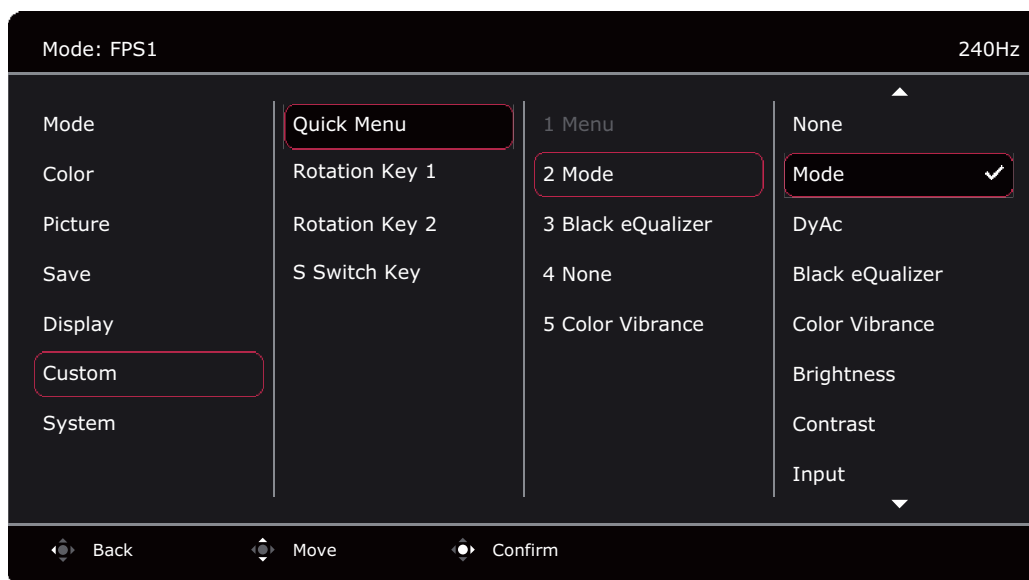 Mode: FPS1
240Hz
Mode
Color
Picture
Save
Display
Custom
System
Quick Menu
Rotation Key 1
Rotation Key 2
S Switch Key
1 Menu
2 Mode
3 Black eQualizer
4 None
5 Color Vibrance
None
Mode
DyAc
Black eQualizer
Color Vibrance
Brightness
Contrast
Input
Back
Move
Confirm